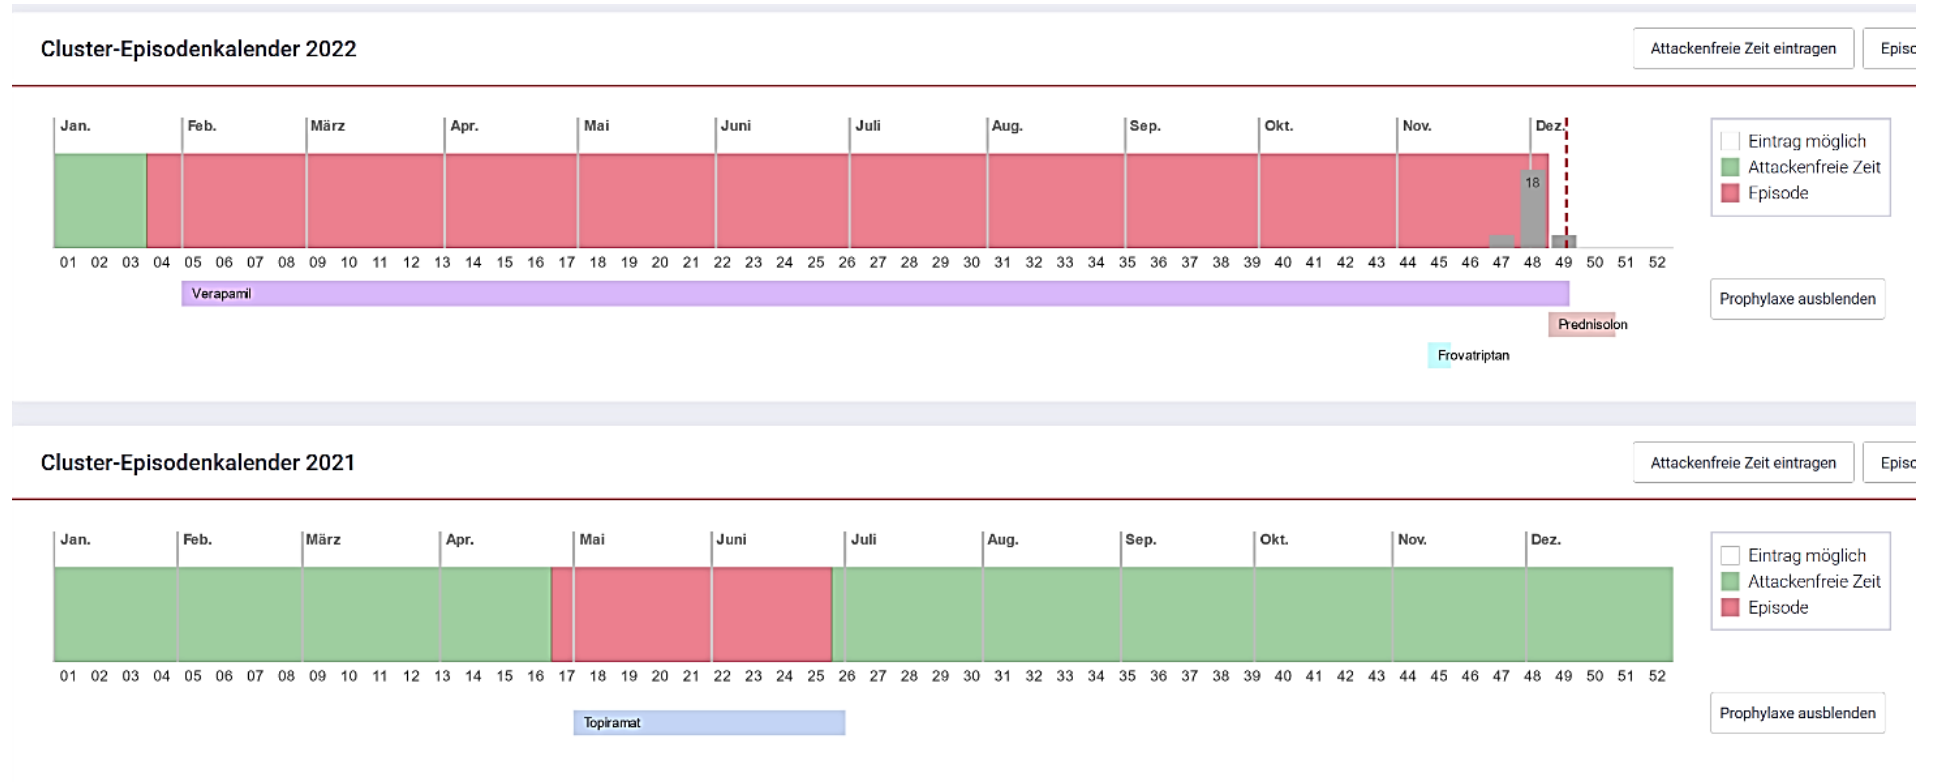 Cluster-Episodenkalender 2022
Attackenfreie Zeit eintragen
Jan. Feb. März Apr. Mai Juni Juli Aug. Sep. Okt. Nov. Dez.
18
01 02 03 04 05 06 07 08 09 10 11 12 13 14 15 16 17 18 19 20 21 22 23 24 25 26 27 28 29 30 31 32 33 34 35 36 37 38 39 40 41 42 43 44 45 46 47 48 49 50 51 52
Eintrag möglich
Attackenfreie Zeit
Episode
Verapamil
Prednisolon
Frovatriptan
Prophylaxe ausblenden
Cluster-Episodenkalender 2021
Attackenfreie Zeit eintragen
Jan. Feb. März Apr. Mai Juni Juli Aug. Sep. Okt. Nov. Dez.
01 02 03 04 05 06 07 08 09 10 11 12 13 14 15 16 17 18 19 20 21 22 23 24 25 26 27 28 29 30 31 32 33 34 35 36 37 38 39 40 41 42 43 44 45 46 47 48 49 50 51 52
Eintrag möglich
Attackenfreie Zeit
Episode
Topiramat
Prophylaxe ausblenden